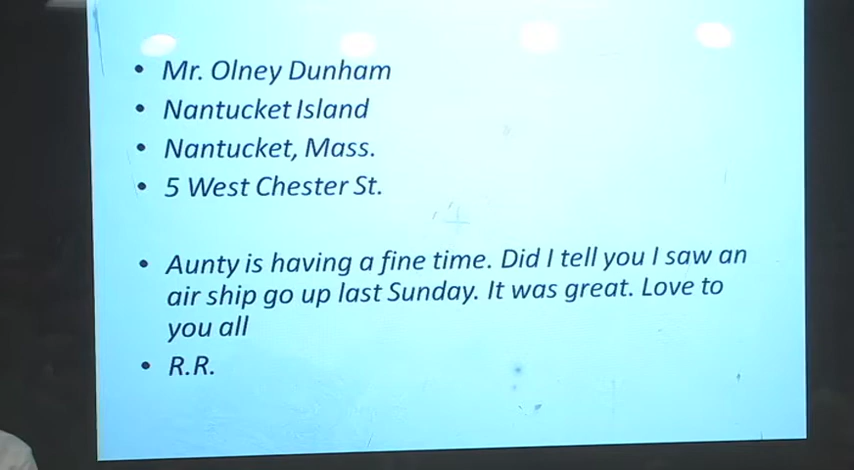 • Mr. Olney Dunham
• Nantucket Island
• Nantucket, Mass.
• 5 West Chester St.
• Aunty is having a fine time. Did I tell you I saw an
air ship go up last Sunday. It was great. Love to
you all
• R.R.